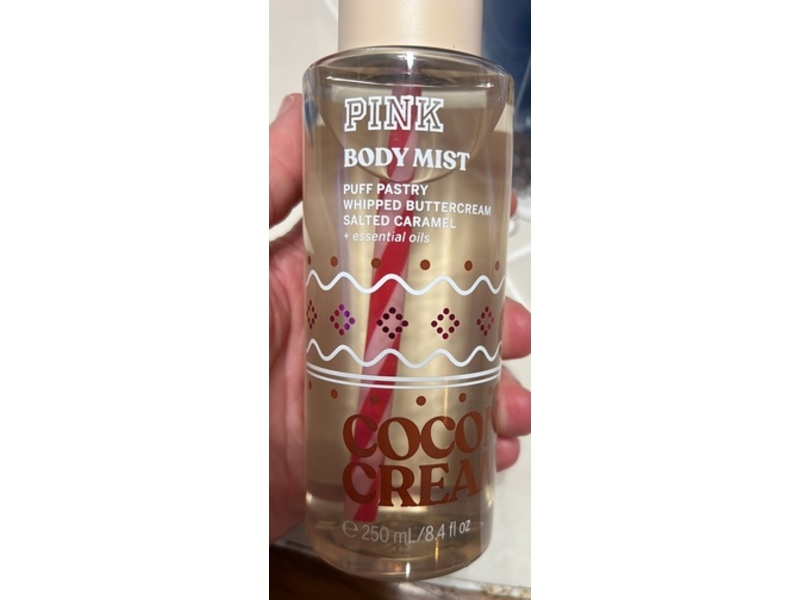 PINK
BODY MIST
PUFF PASTRY
WHIPPED BUTTERCREAM
SALTED CARAMEL
+ essential oils
℮ 250 mL/8.4 fl oz